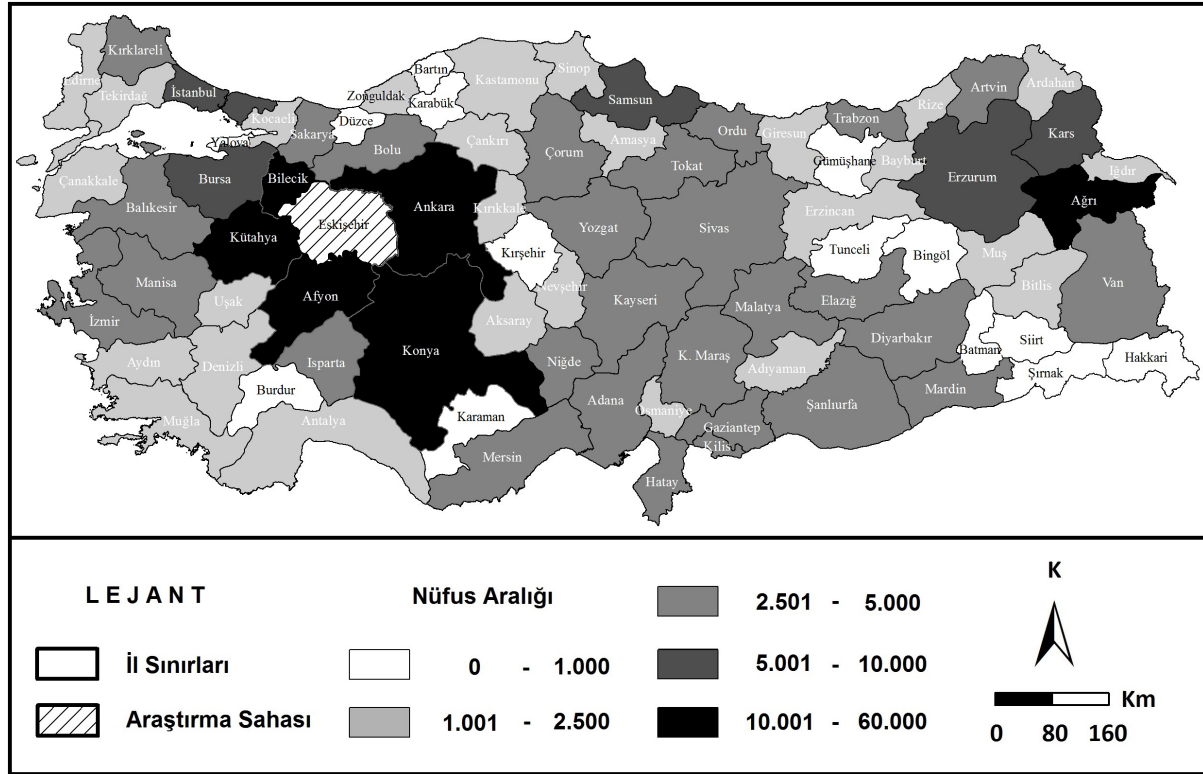 Kırklareli
Edirne
Tekirdağ
İstanbul
Kocaeli
Yalova
Sakarya
Düzce
Zonguldak
Bartın
Karabük
Kastamonu
Sinop
Samsun
Bolu
Çankırı
Çorum
Amasya
Ordu
Giresun
Trabzon
Rize
Artvin
Ardahan
Kars
Gümüşhane
Bayburt
Erzurum
Iğdır
Ağrı
Tokat
Çanakkale
Balıkesir
Bursa
Bilecik
Eskişehir
Ankara
Kırıkkale
Yozgat
Sivas
Erzincan
Tunceli
Bingöl
Muş
Bitlis
Van
Kütahya
Kırşehir
Nevşehir
Kayseri
Malatya
Elazığ
Diyarbakır
Batman
Siirt
Şırnak
Hakkari
Manisa
Uşak
Afyon
Aksaray
İzmir
Konya
Niğde
K. Maraş
Adıyaman
Aydın
Denizli
Isparta
Burdur
Karaman
Adana
Osmaniye
Gaziantep
Kilis
Şanlıurfa
Mardin
Muğla
Antalya
Mersin
Hatay
LEJANT
İl Sınırları
Araştırma Sahası
Nüfus Aralığı
0 - 1.000
1.001 - 2.500
2.501 - 5.000
5.001 - 10.000
10.001 - 60.000
K
Km
0 80 160